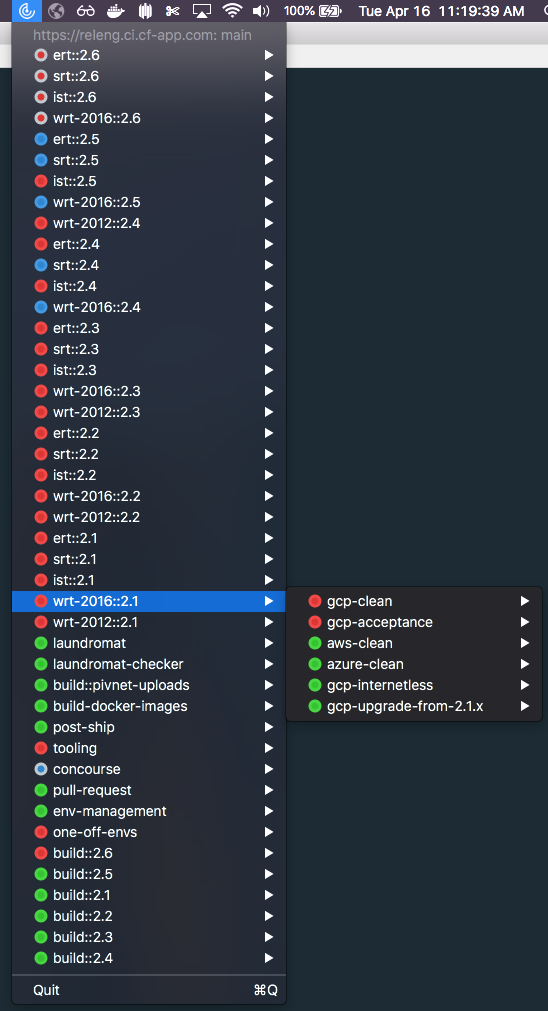 100% Tue Apr 16 11:19:39 AM
https://releng.ci.cf-app.com: main
ert::2.6
srt::2.6
ist::2.6
wrt-2016::2.6
ert::2.5
srt::2.5
ist::2.5
wrt-2016::2.5
wrt-2012::2.4
ert::2.4
srt::2.4
ist::2.4
wrt-2016::2.4
ert::2.3
srt::2.3
ist::2.3
wrt-2016::2.3
wrt-2012::2.3
ert::2.2
srt::2.2
ist::2.2
wrt-2016::2.2
wrt-2012::2.2
ert::2.1
srt::2.1
ist::2.1
wrt-2016::2.1
wrt-2012::2.1
laundromat
laundromat-checker
build::pivnet-uploads
build-docker-images
post-ship
tooling
concourse
pull-request
env-management
one-off-envs
build::2.6
build::2.5
build::2.1
build::2.2
build::2.3
build::2.4
Quit ⌘Q
gcp-clean
gcp-acceptance
aws-clean
azure-clean
gcp-internetless
gcp-upgrade-from-2.1.x